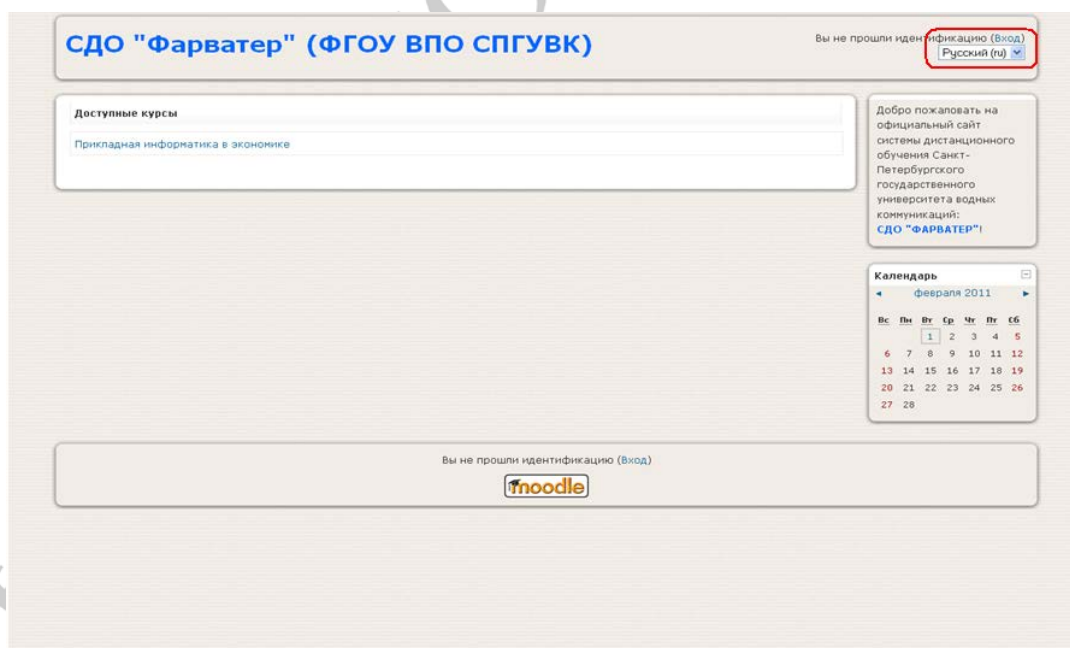 СДО "Фарватер" (ФГОУ ВПО СПГУВК)
Вы не прошли идентификацию (Вход)
Русский (ru)
Доступные курсы
Прикладная информатика в экономике
Добро пожаловать на
официальный сайт
системы дистанционного
обучения Санкт-
Петербургского
государственного
университета водных
коммуникаций:
СДО "ФАРВАТЕР"!
Календарь
◄ февраля 2011 ►
Вс Пн Вт Ср Чт Пт Сб
1 2 3 4 5
6 7 8 9 10 11 12
13 14 15 16 17 18 19
20 21 22 23 24 25 26
27 28
Вы не прошли идентификацию (Вход)
moodle